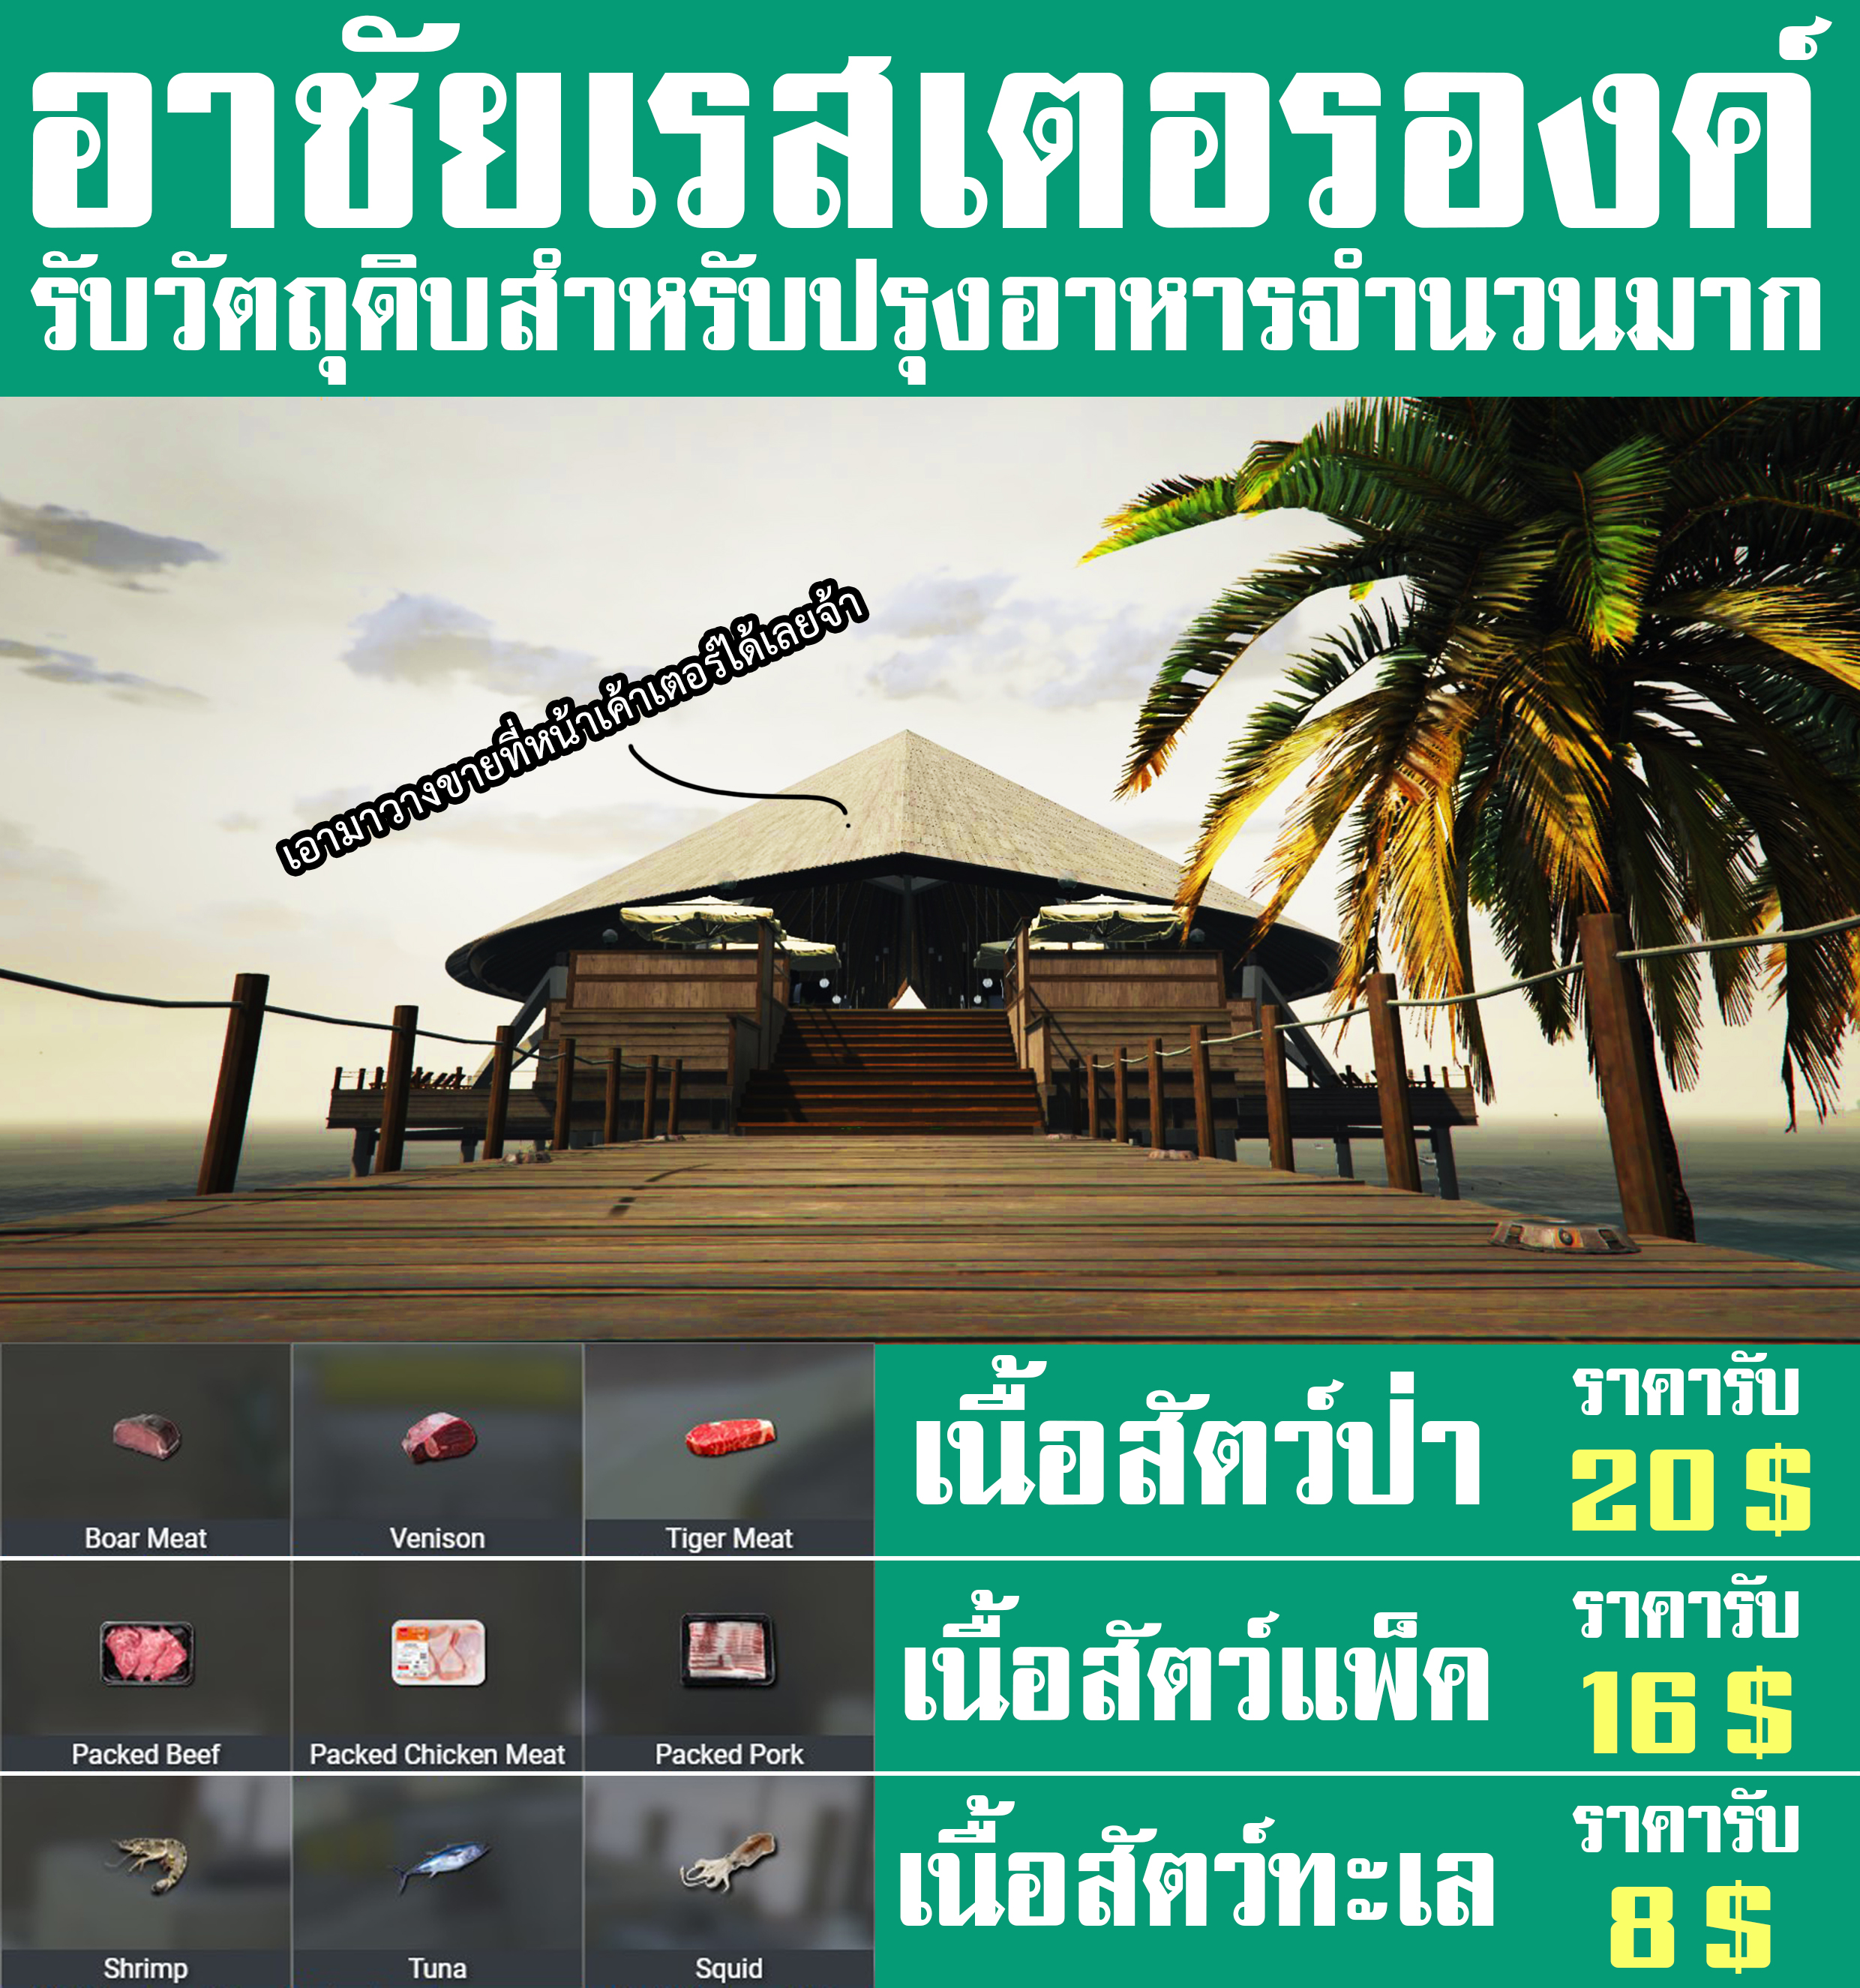 อาชัยเรสเตอรองค์
รับวัตถุดิบสำหรับปรุงอาหารจำนวนมาก
เอามาวางขายที่หน้าเค้าเตอร์ได้เลยจ้า
Boar Meat
Venison
Tiger Meat
เนื้อสัตว์ป่า
ราคารับ
20 $
Packed Beef
Packed Chicken Meat
Packed Pork
เนื้อสัตว์แพ็ค
ราคารับ
16 $
Shrimp
Tuna
Squid
เนื้อสัตว์ทะเล
ราคารับ
8 $